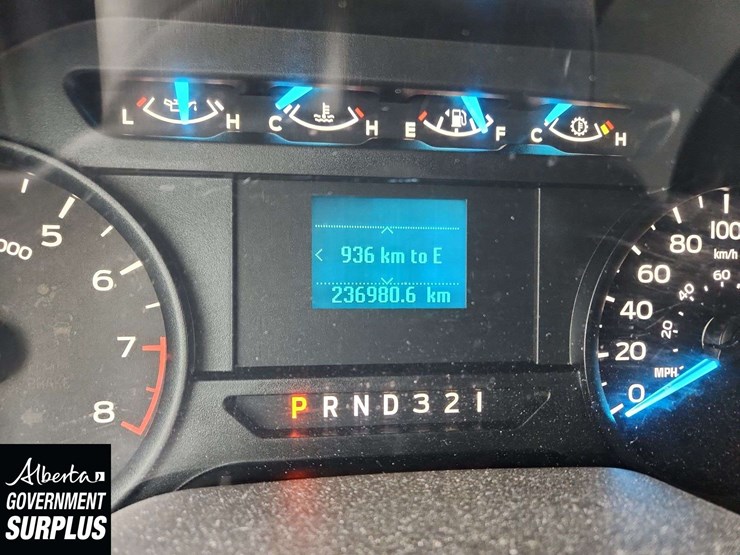 L H C H E F C H
000 5 6 7 8
936 km to E
236980.6 km
P R N D 3 2 1
0 20 40 60 80 100
km/h
20 40 60
MPH
Alberta
GOVERNMENT
SURPLUS